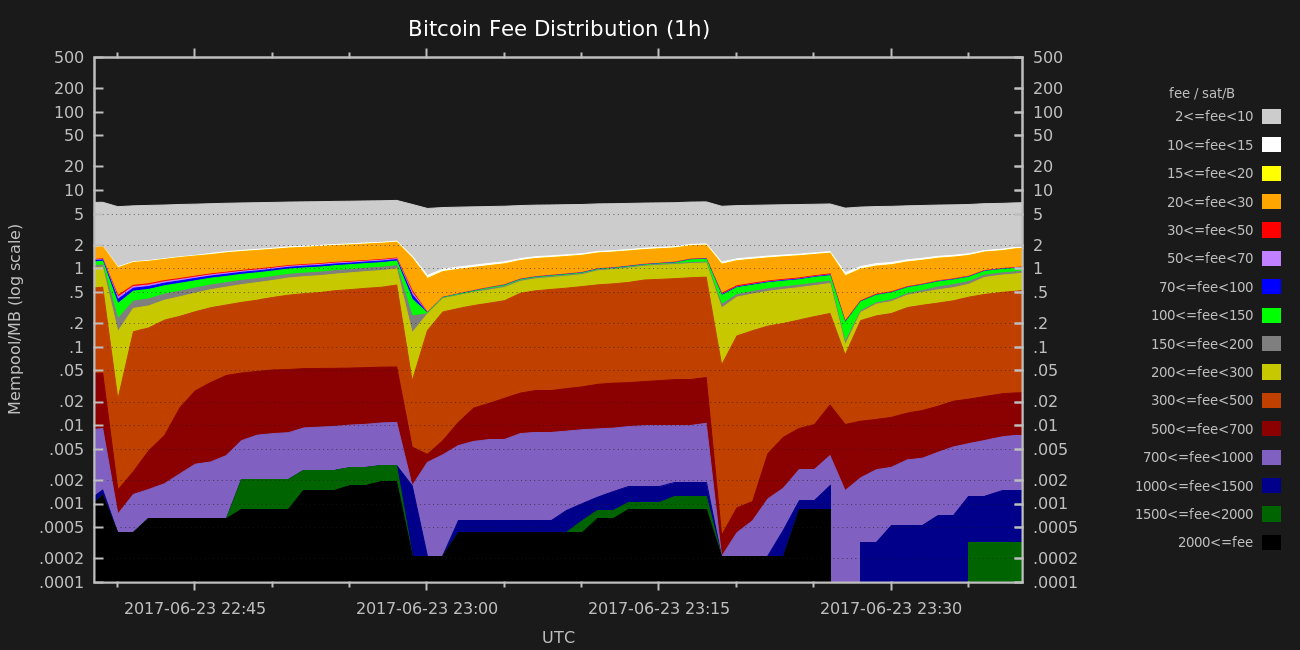 Bitcoin Fee Distribution (1h)
500
200
100
50
20
10
5
2
1
.5
.2
.1
.05
.02
.01
.005
.002
.001
.0005
.0002
.0001
Mempool/MB (log scale)
500
200
100
50
20
10
5
2
1
.5
.2
.1
.05
.02
.01
.005
.002
.001
.0005
.0002
.0001
2017-06-23 22:45
2017-06-23 23:00
2017-06-23 23:15
2017-06-23 23:30
UTC
fee / sat/B
2<=fee<10
10<=fee<15
15<=fee<20
20<=fee<30
30<=fee<50
50<=fee<70
70<=fee<100
100<=fee<150
150<=fee<200
200<=fee<300
300<=fee<500
500<=fee<700
700<=fee<1000
1000<=fee<1500
1500<=fee<2000
2000<=fee